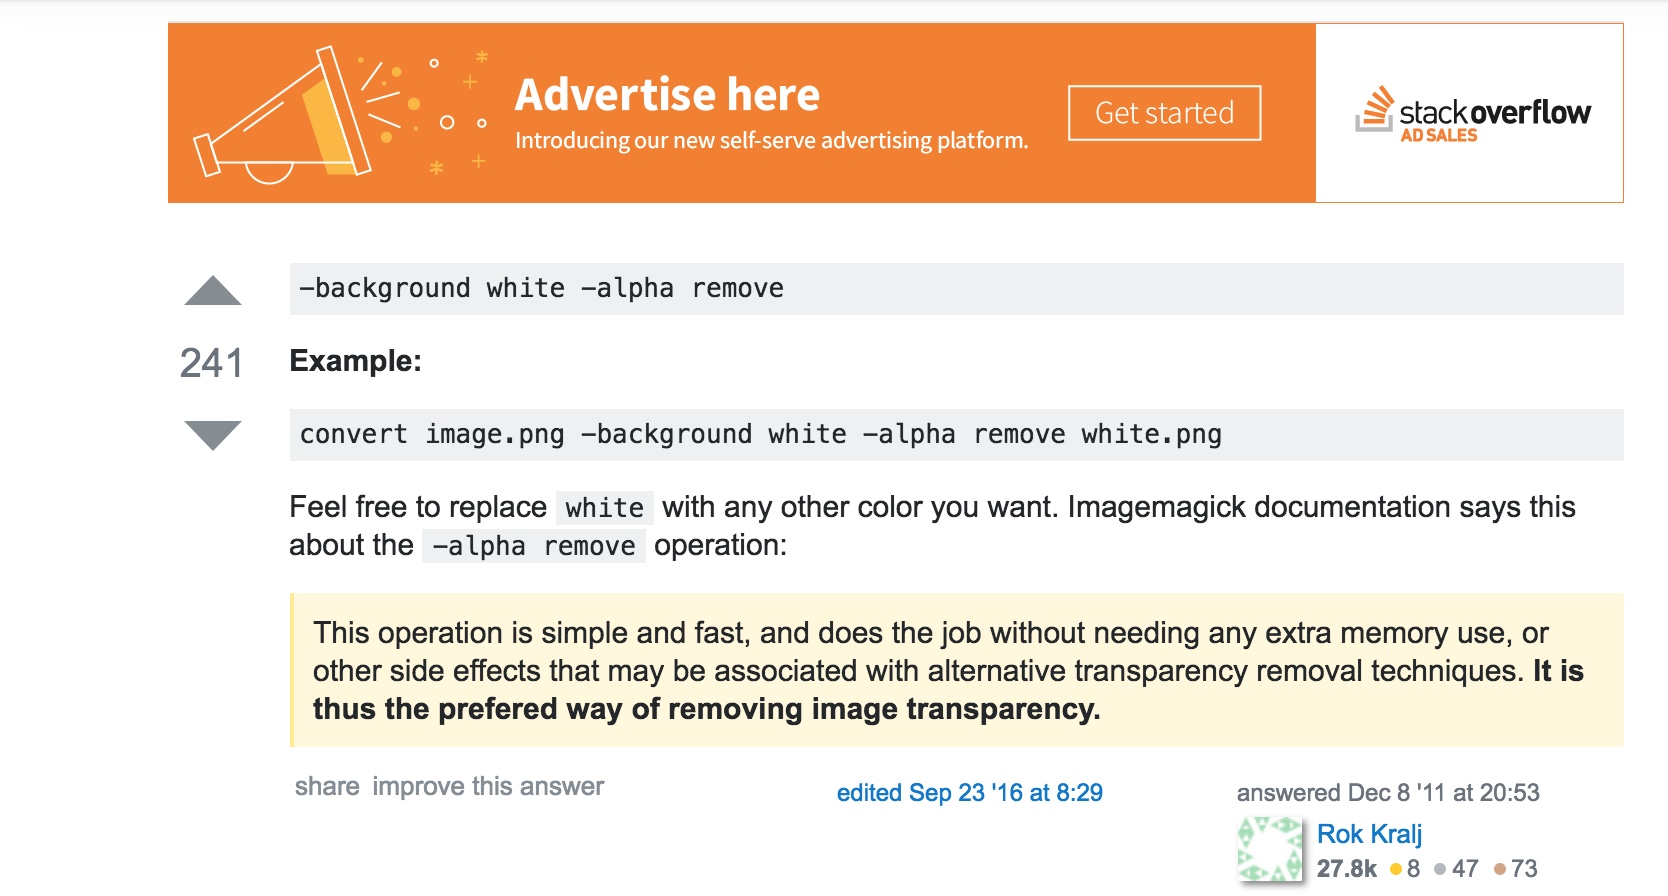 Advertise here
Introducing our new self-serve advertising platform.
Get started
stackoverflow
AD SALES
-background white -alpha remove
241
Example:
convert image.png -background white -alpha remove white.png
Feel free to replace white with any other color you want. Imagemagick documentation says this
about the -alpha remove operation:
This operation is simple and fast, and does the job without needing any extra memory use, or
other side effects that may be associated with alternative transparency removal techniques. It is
thus the prefered way of removing image transparency.
share improve this answer
edited Sep 23 '16 at 8:29
answered Dec 8 '11 at 20:53
Rok Kralj
27.8k 8 47 73